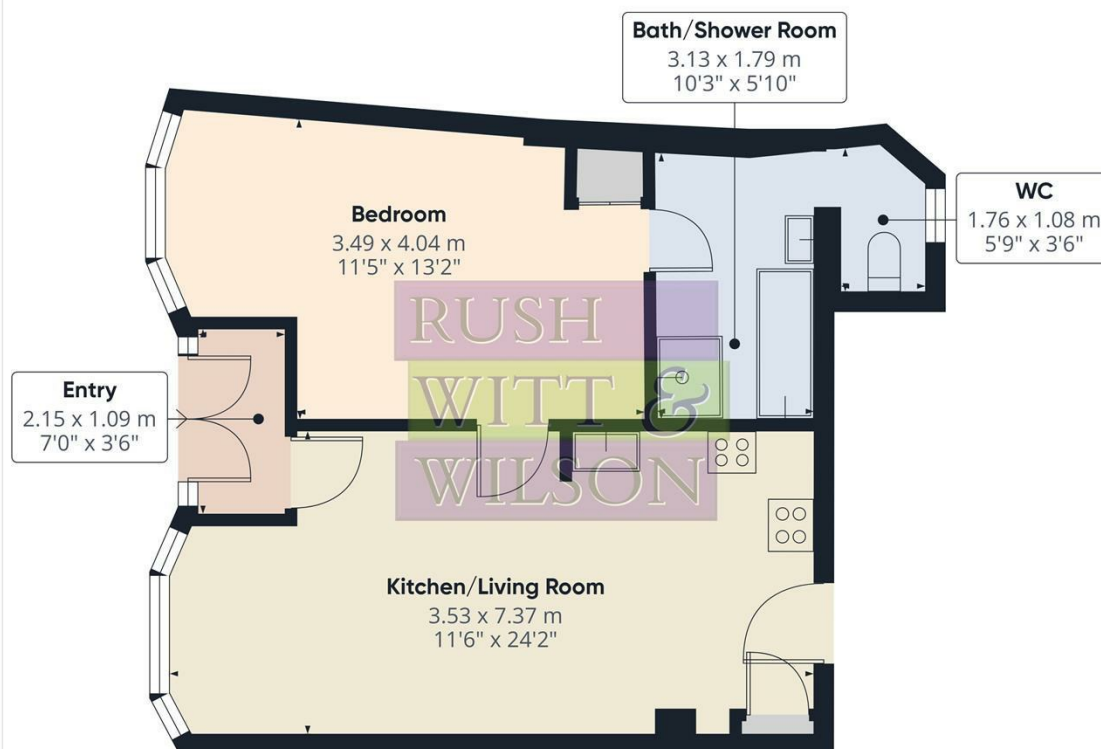 Bath/Shower Room
3.13 x 1.79 m
10'3" x 5'10"
Bedroom
3.49 x 4.04 m
11'5" x 13'2"
WC
1.76 x 1.08 m
5'9" x 3'6"
RUSH
WITT &
WILSON
Entry
2.15 x 1.09 m
7'0" x 3'6"
Kitchen/Living Room
3.53 x 7.37 m
11'6" x 24'2"